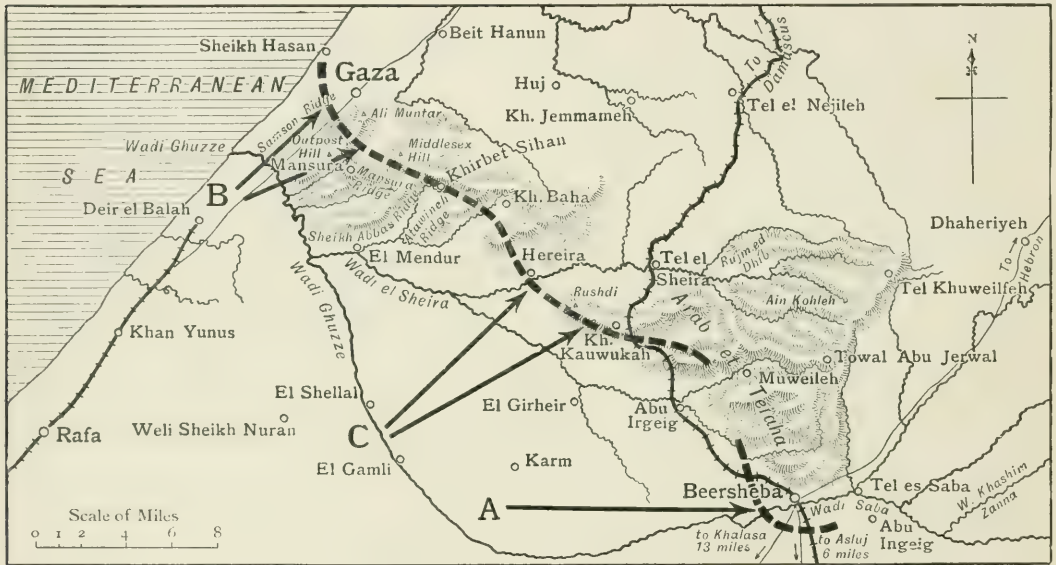 Sheikh Hasan
Beit Hanun
MEDITERRANEAN
SEA
Gaza
Huj
To Damascus
N
Tel el Nejileh
Kh. Jemmameh
Samson Ridge
Ali Muntar
Wadi Ghuzze
Outpost
Hill
Middlesex
Hill
Khirbet Sihan
Mansura
Mansura
Ridge
B
Deir el Balah
Sheikh Abbas Ridge
Atawineh
Ridge
Kh. Baha
Dhaheriyeh
El Mendur
Hereira
Tel el
Sheira
Rujm ed
Dhib
To
Hebron
Wadi Ghuzze
Wadi el Sheira
Rushdi
Arab et Teraha
Ain Kohleh
Tel Khuweilfeh
Khan Yunus
Kh.
Kauwukah
Towal Abu Jerwal
Muweileh
El Shellal
El Girheir
Abu
Irgeig
Rafa
Weli Sheikh Nuran
C
El Gamli
Karm
Beersheba
Tel es Saba
W. Khashim
Zanna
Scale of Miles
0 1 2 4 6 8
A
Wadi Saba
Abu
Ingeig
to Khalasa
13 miles
to Asluj
6 miles